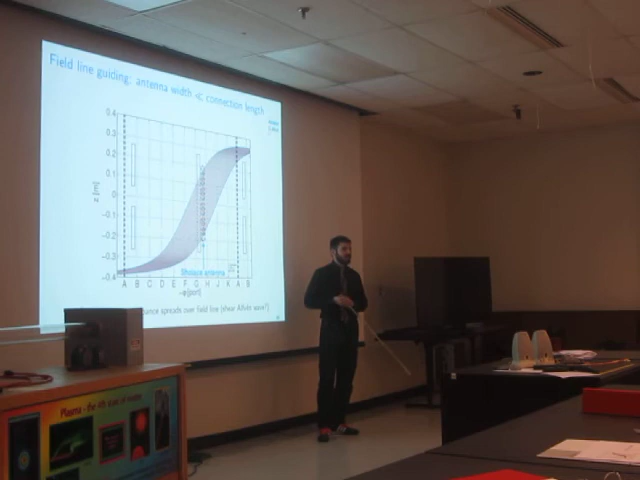 Field line guiding: antenna width ≪ connection length
0.4
0.3
0.2
0.1
0
-0.1
-0.2
-0.3
-0.4
z [m]
A B C D E F G H J K A B
-φ[port]
antenna
spreads over field line (shear Alfvén wave?)
Plasma - the 4th state of matter